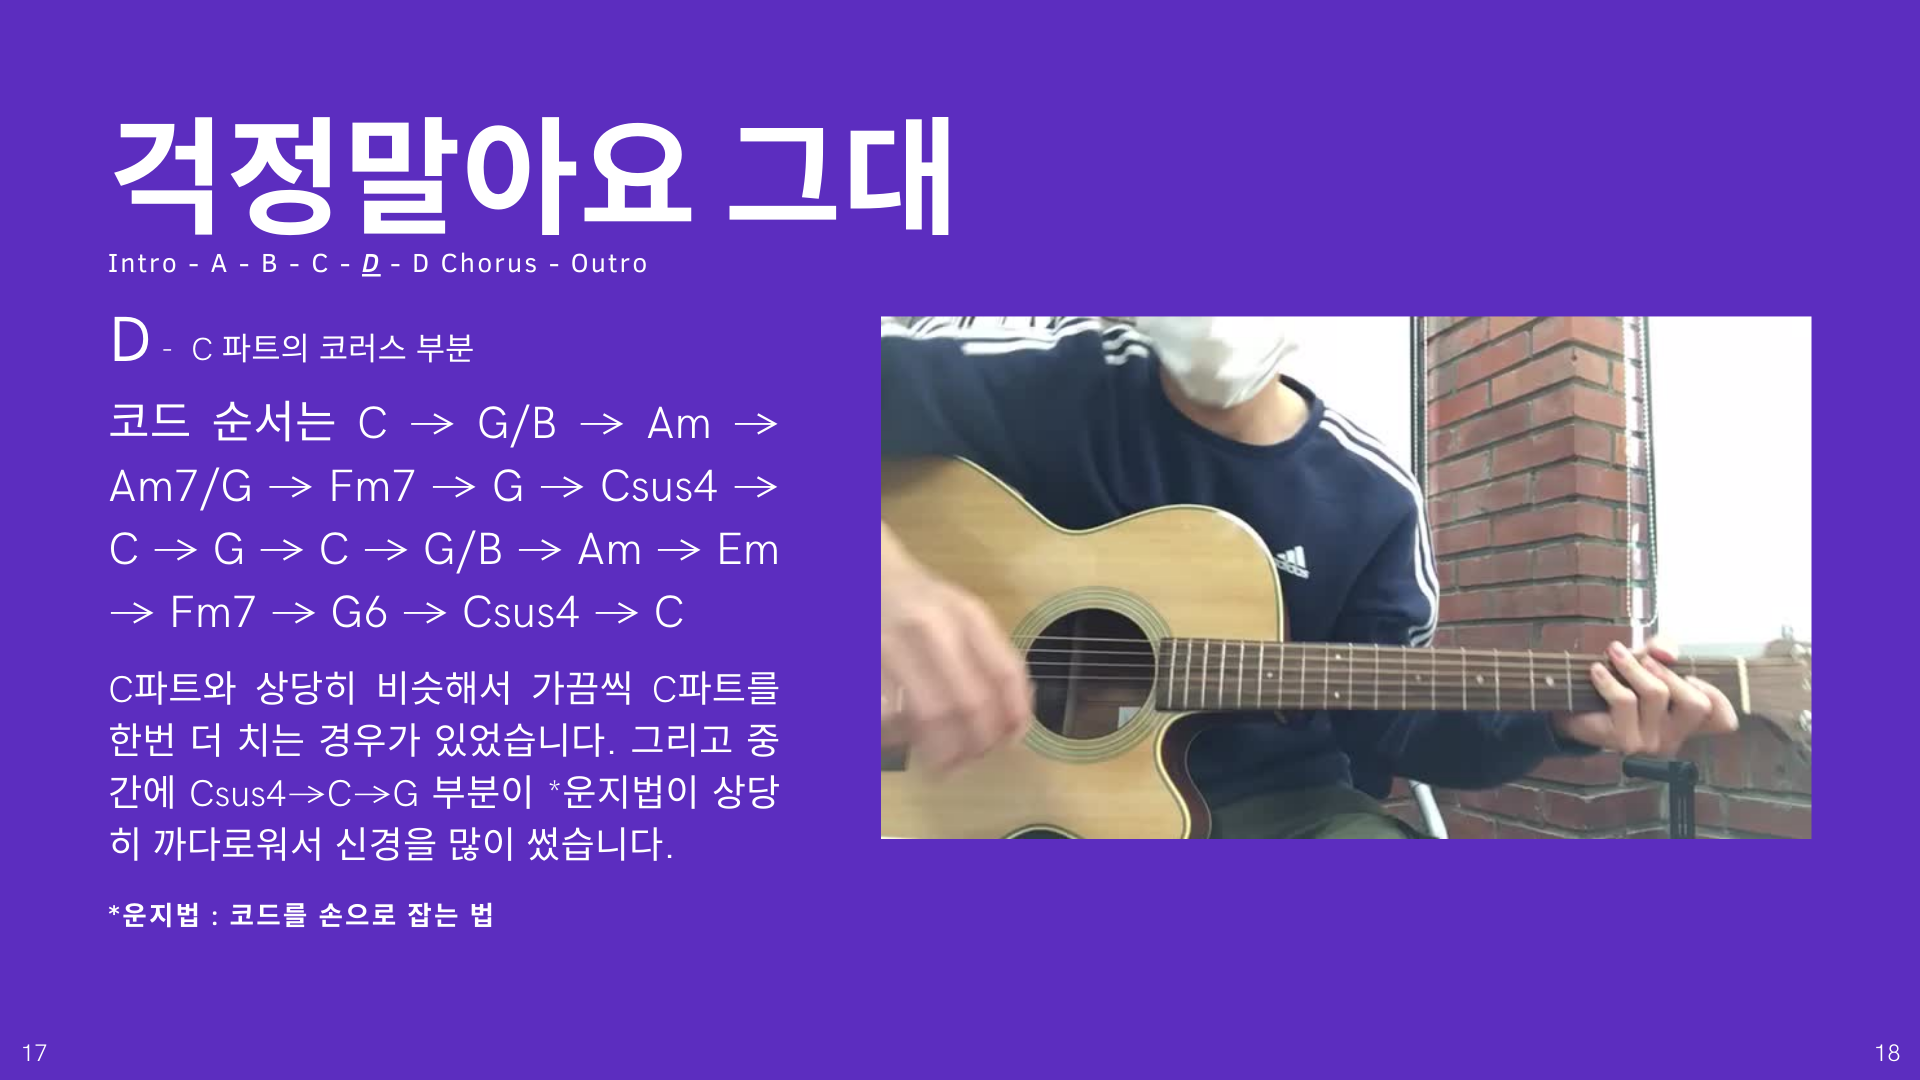 걱정말아요 그대
Intro - A - B - C - D - D Chorus - Outro
D - C 파트의 코러스 부분
코드 순서는 C → G/B → Am →
Am7/G → Fm7 → G → Csus4 →
C → G → C → G/B → Am → Em
→ Fm7 → G6 → Csus4 → C
C파트와 상당히 비슷해서 가끔씩 C파트를
한번 더 치는 경우가 있었습니다. 그리고 중
간에 Csus4→C→G 부분이 *운지법이 상당
히 까다로워서 신경을 많이 썼습니다.
*운지법 : 코드를 손으로 잡는 법
adidas
17
18